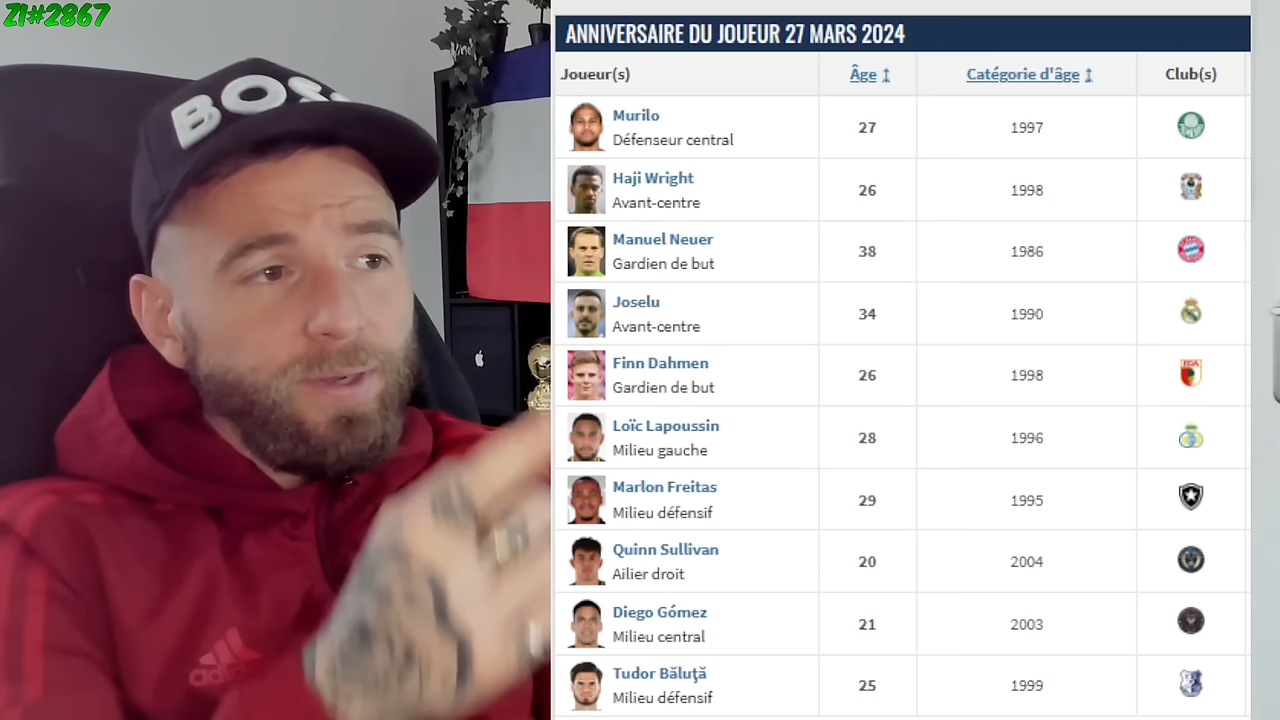 ZI#2867
BOSS
adidas
ANNIVERSAIRE DU JOUEUR 27 MARS 2024
Joueur(s) Âge Catégorie d'âge Club(s)
Murilo
Défenseur central
27 1997
Haji Wright
Avant-centre
26 1998
Manuel Neuer
Gardien de but
38 1986
Joselu
Avant-centre
34 1990
Finn Dahmen
Gardien de but
26 1998
Loïc Lapoussin
Milieu gauche
28 1996
Marlon Freitas
Milieu défensif
29 1995
Quinn Sullivan
Ailier droit
20 2004
Diego Gómez
Milieu central
21 2003
Tudor Băluţă
Milieu défensif
25 1999